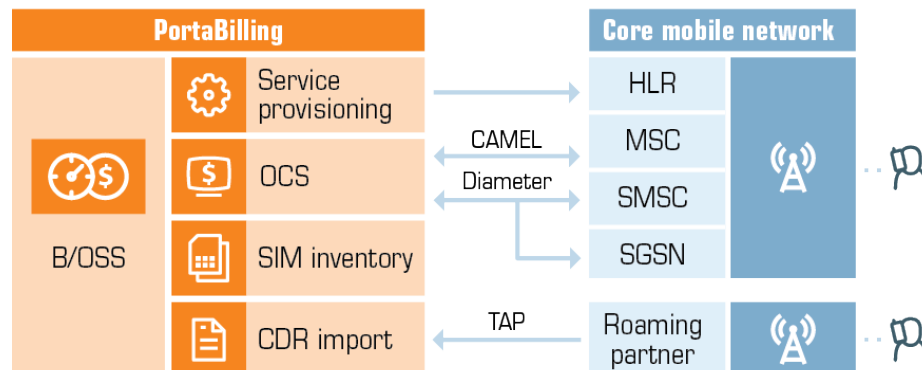 PortaBilling
Core mobile network
B/OSS
Service
provisioning
OCS
SIM inventory
CDR import
CAMEL
Diameter
TAP
HLR
MSC
SMSC
SGSN
Roaming
partner
$
$